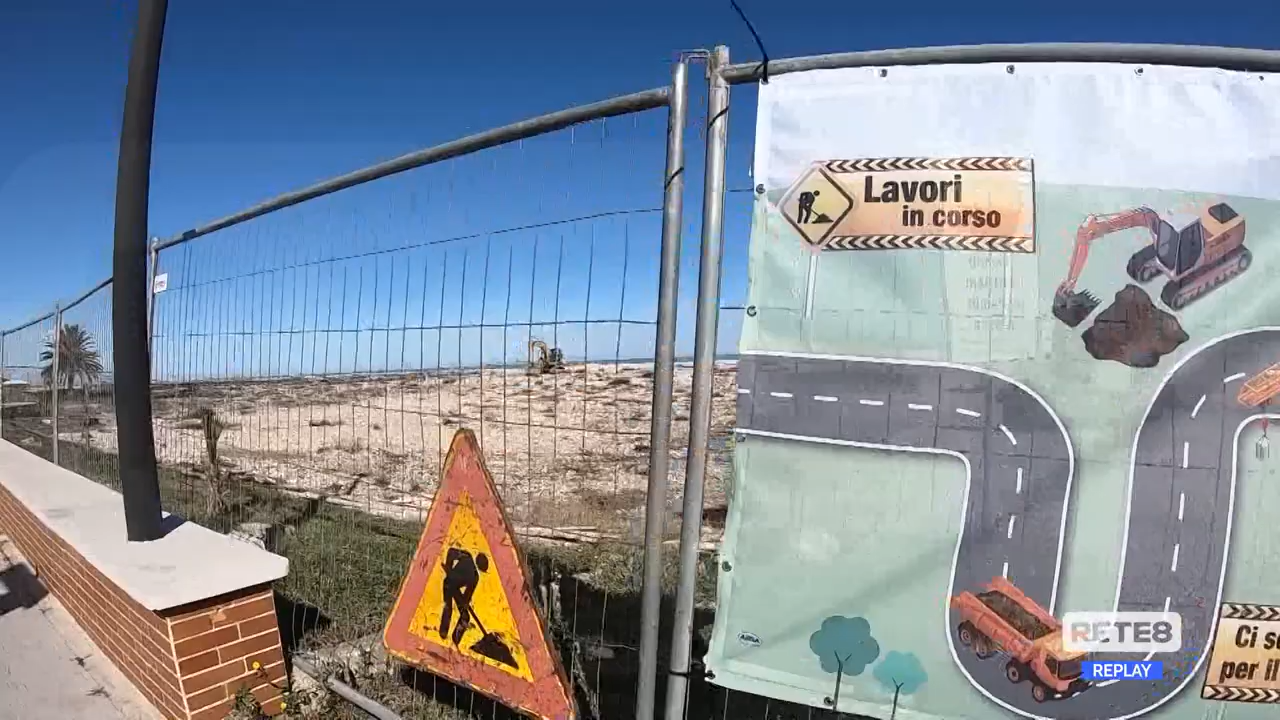 Lavori
in corso
RETE8
REPLAY
Ci s
per il